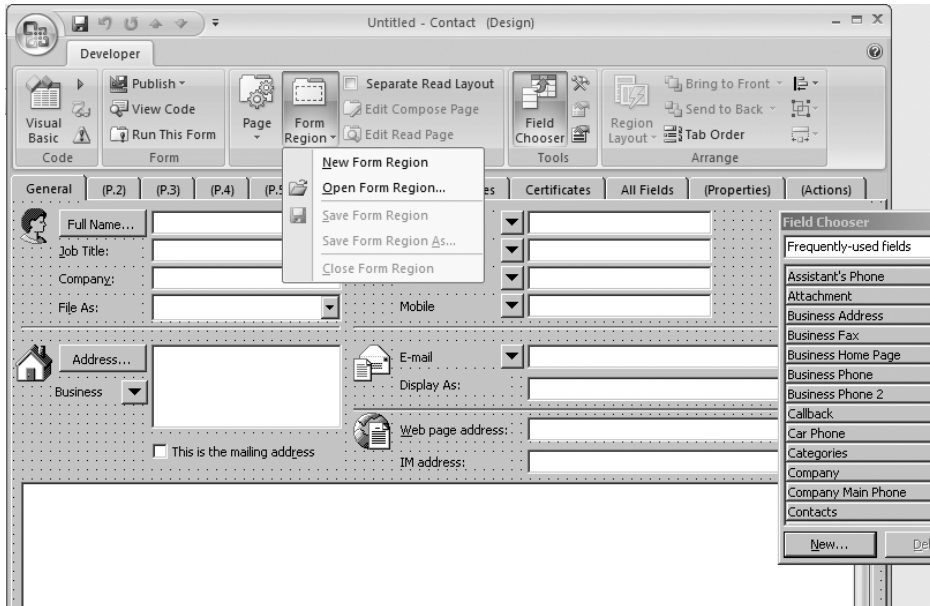 Untitled - Contact (Design)
Developer
Visual Basic
Publish
View Code
Run This Form
Code
Form
Page
Form Region
Separate Read Layout
Edit Compose Page
Edit Read Page
Field Chooser
Tools
Region Layout
Bring to Front
Send to Back
Tab Order
Arrange
New Form Region
Open Form Region...
Save Form Region
Save Form Region As...
Close Form Region
General (P.2) (P.3) (P.4) Certificates All Fields (Properties) (Actions)
Full Name...
Job Title:
Company:
File As:
Mobile
Address...
Business
This is the mailing address
E-mail
Display As:
Web page address:
IM address:
Field Chooser
Frequently-used fields
Assistant's Phone
Attachment
Business Address
Business Fax
Business Home Page
Business Phone
Business Phone 2
Callback
Car Phone
Categories
Company
Company Main Phone
Contacts
New...